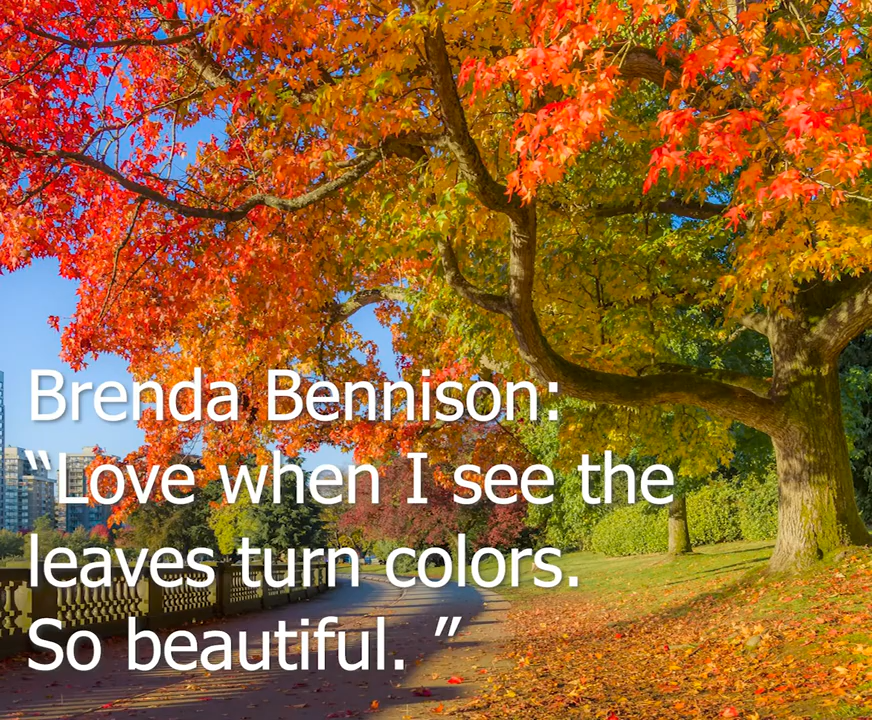 Brenda Bennison:
“Love when I see the
leaves turn colors.
So beautiful. ”